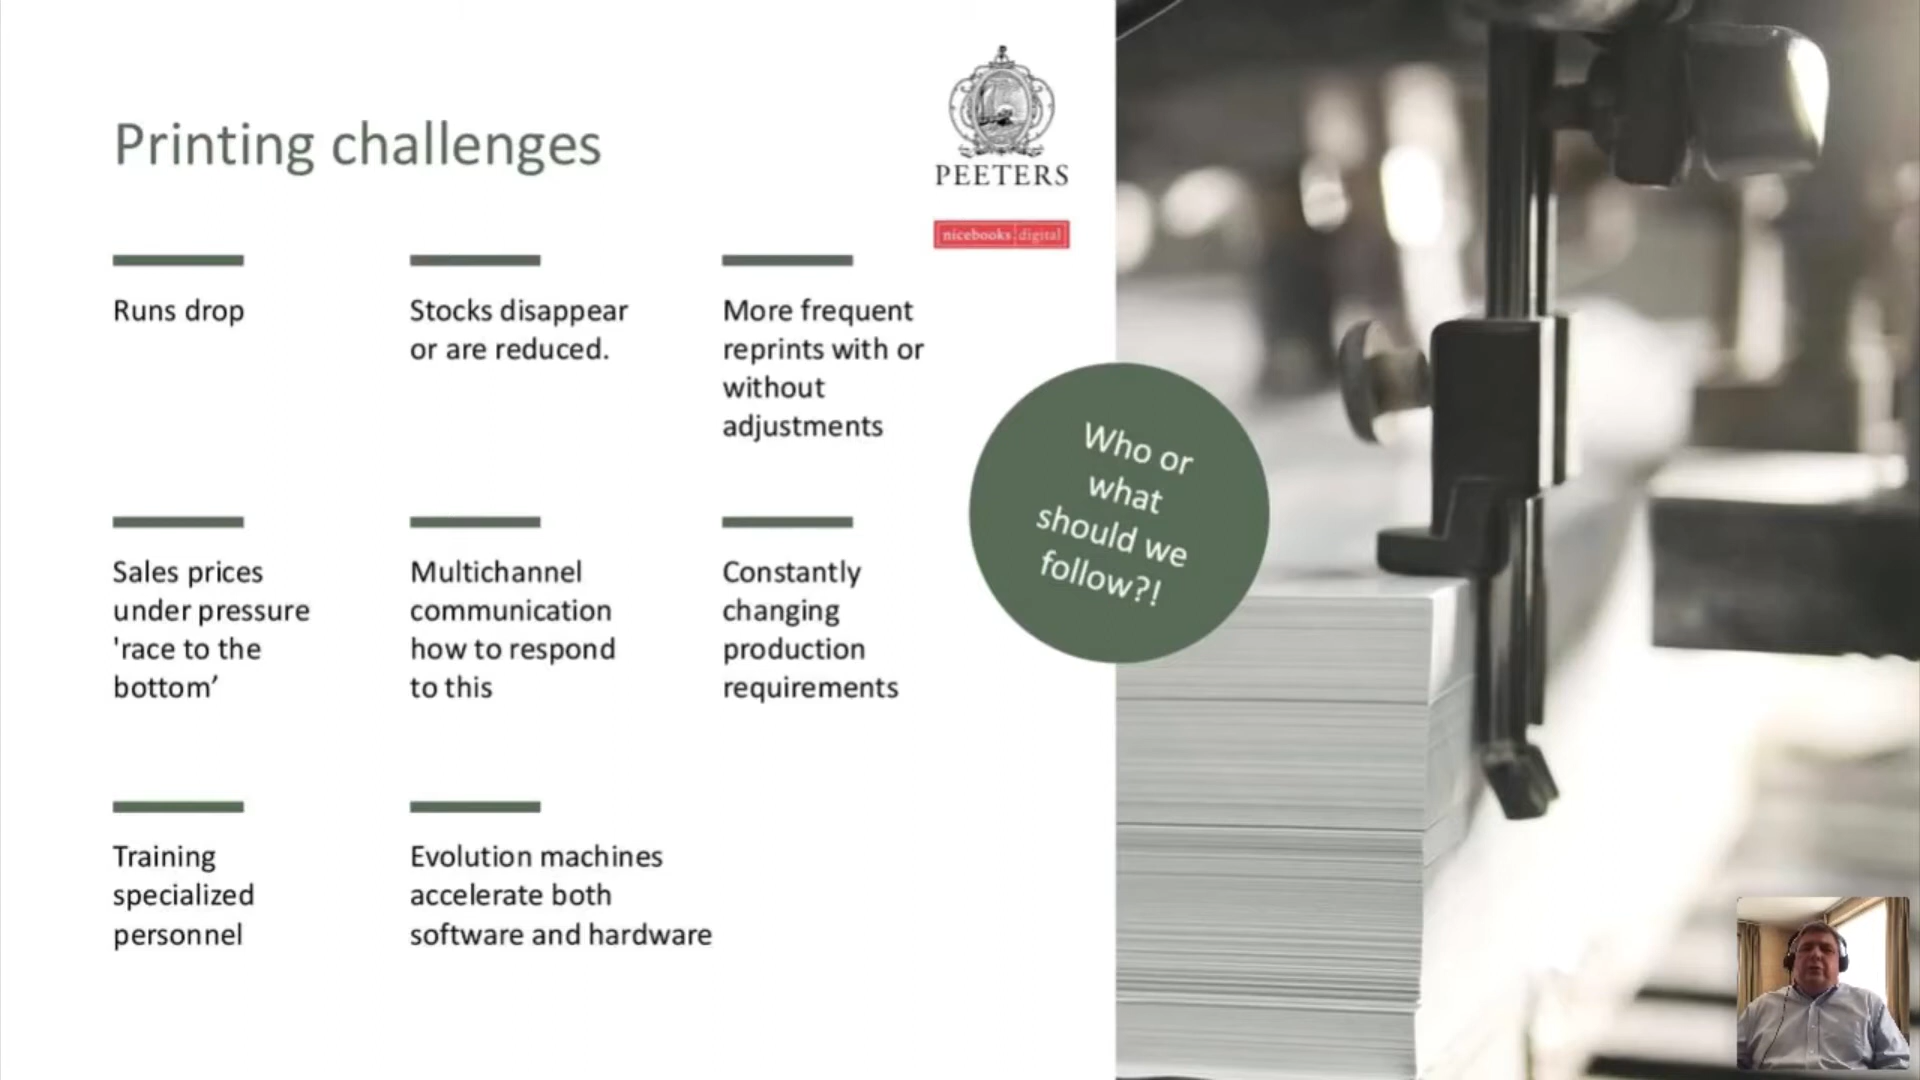 Printing challenges
PEETERS
nicebooks digital
Runs drop
Stocks disappear
or are reduced.
More frequent
reprints with or
without
adjustments
Who or
what
should we
follow?!
Sales prices
under pressure
'race to the
bottom’
Multichannel
communication
how to respond
to this
Constantly
changing
production
requirements
Training
specialized
personnel
Evolution machines
accelerate both
software and hardware